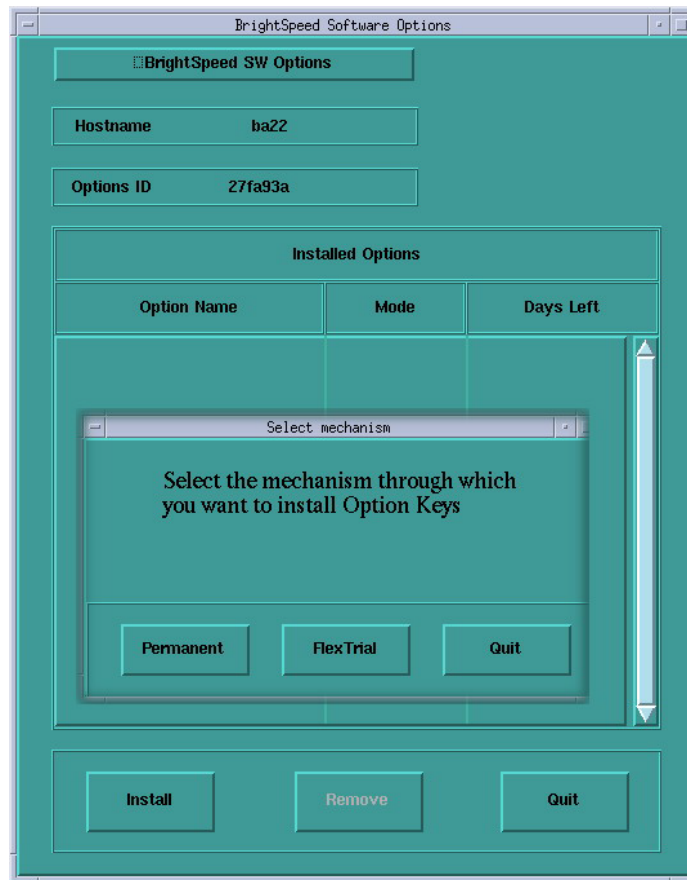 BrightSpeed Software Options
BrightSpeed SW Options
Hostname ba22
Options ID 27fa93a
Installed Options
Option Name Mode Days Left
Select mechanism
Select the mechanism through which
you want to install Option Keys
Permanent FlexTrial Quit
Install Remove Quit